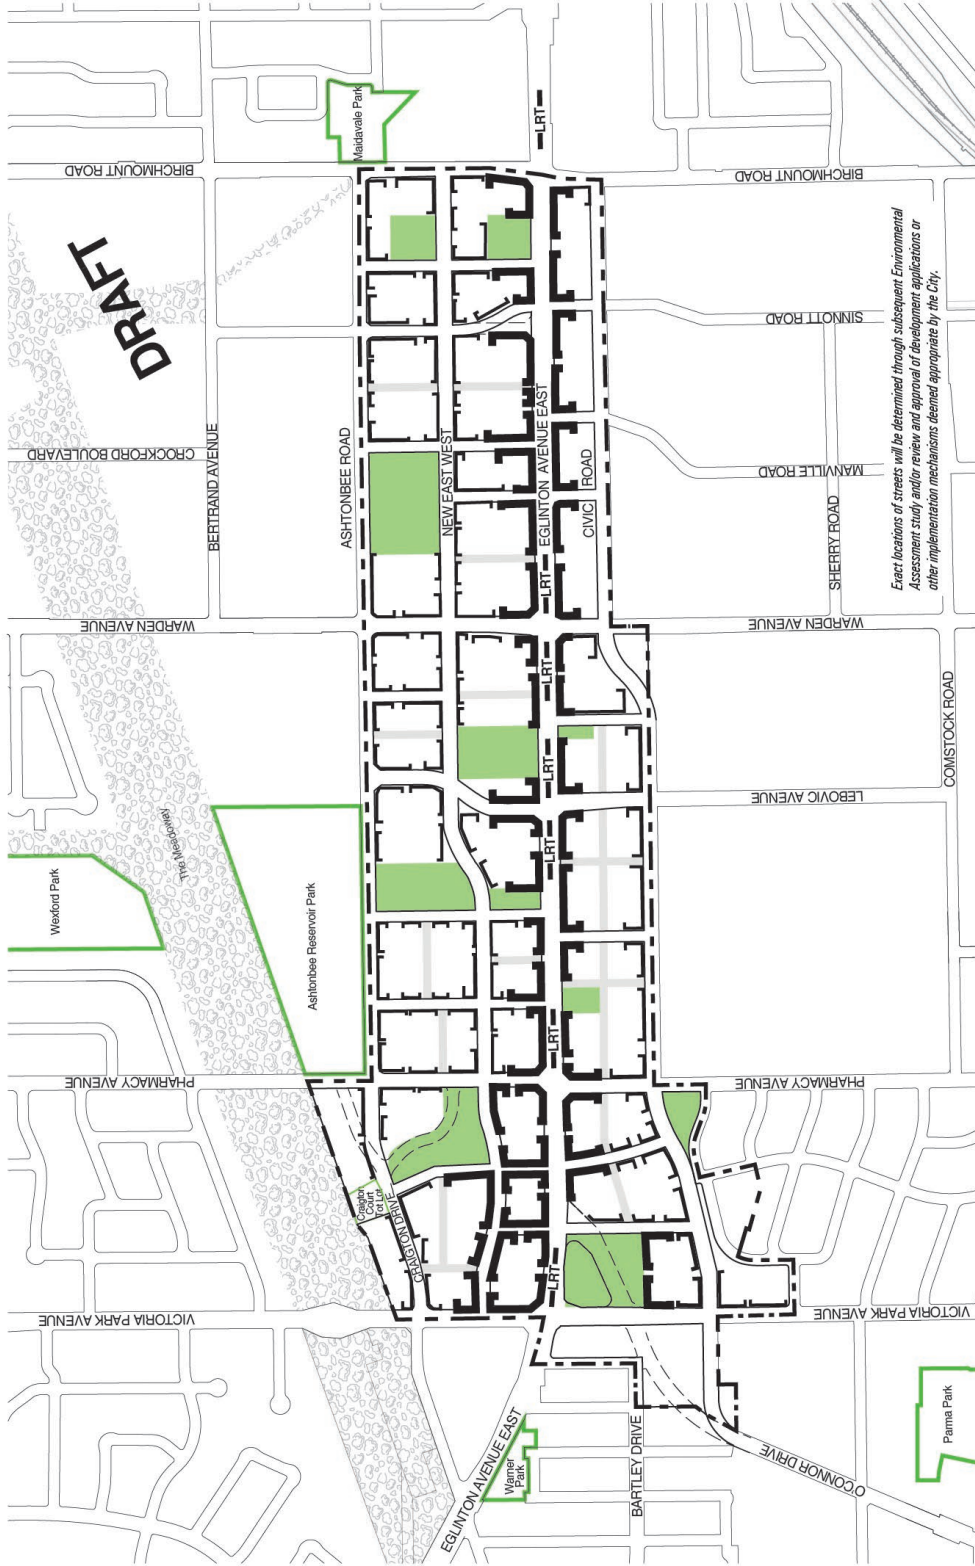 DRAFT
BIRCHMOUNT ROAD
BIRCHMOUNT ROAD
Maidavale Park
LRT
SINNOTT ROAD
Exact locations of streets will be determined through subsequent Environmental
Assessment study and/or review and approval of development applications or
other implementation mechanisms deemed appropriate by the City.
CROCKFORD BOULEVARD
BERTRAND AVENUE
ASHTONBEE ROAD
NEW EAST WEST
EGLINTON AVENUE EAST
CIVIC ROAD
MANVILLE ROAD
SHERRY ROAD
LRT
WARDEN AVENUE
WARDEN AVENUE
LRT
COMSTOCK ROAD
LRT
LEBOVIC AVENUE
The Meadoway
LRT
Wexford Park
Ashtonbee Reservoir Park
LRT
PHARMACY AVENUE
PHARMACY AVENUE
Craigton
Court
Tot Lot
CRAIGTON DRIVE
LRT
VICTORIA PARK AVENUE
VICTORIA PARK AVENUE
EGLINTON AVENUE EAST
Warner
Park
BARTLEY DRIVE
O'CONNOR DRIVE
Parma Park